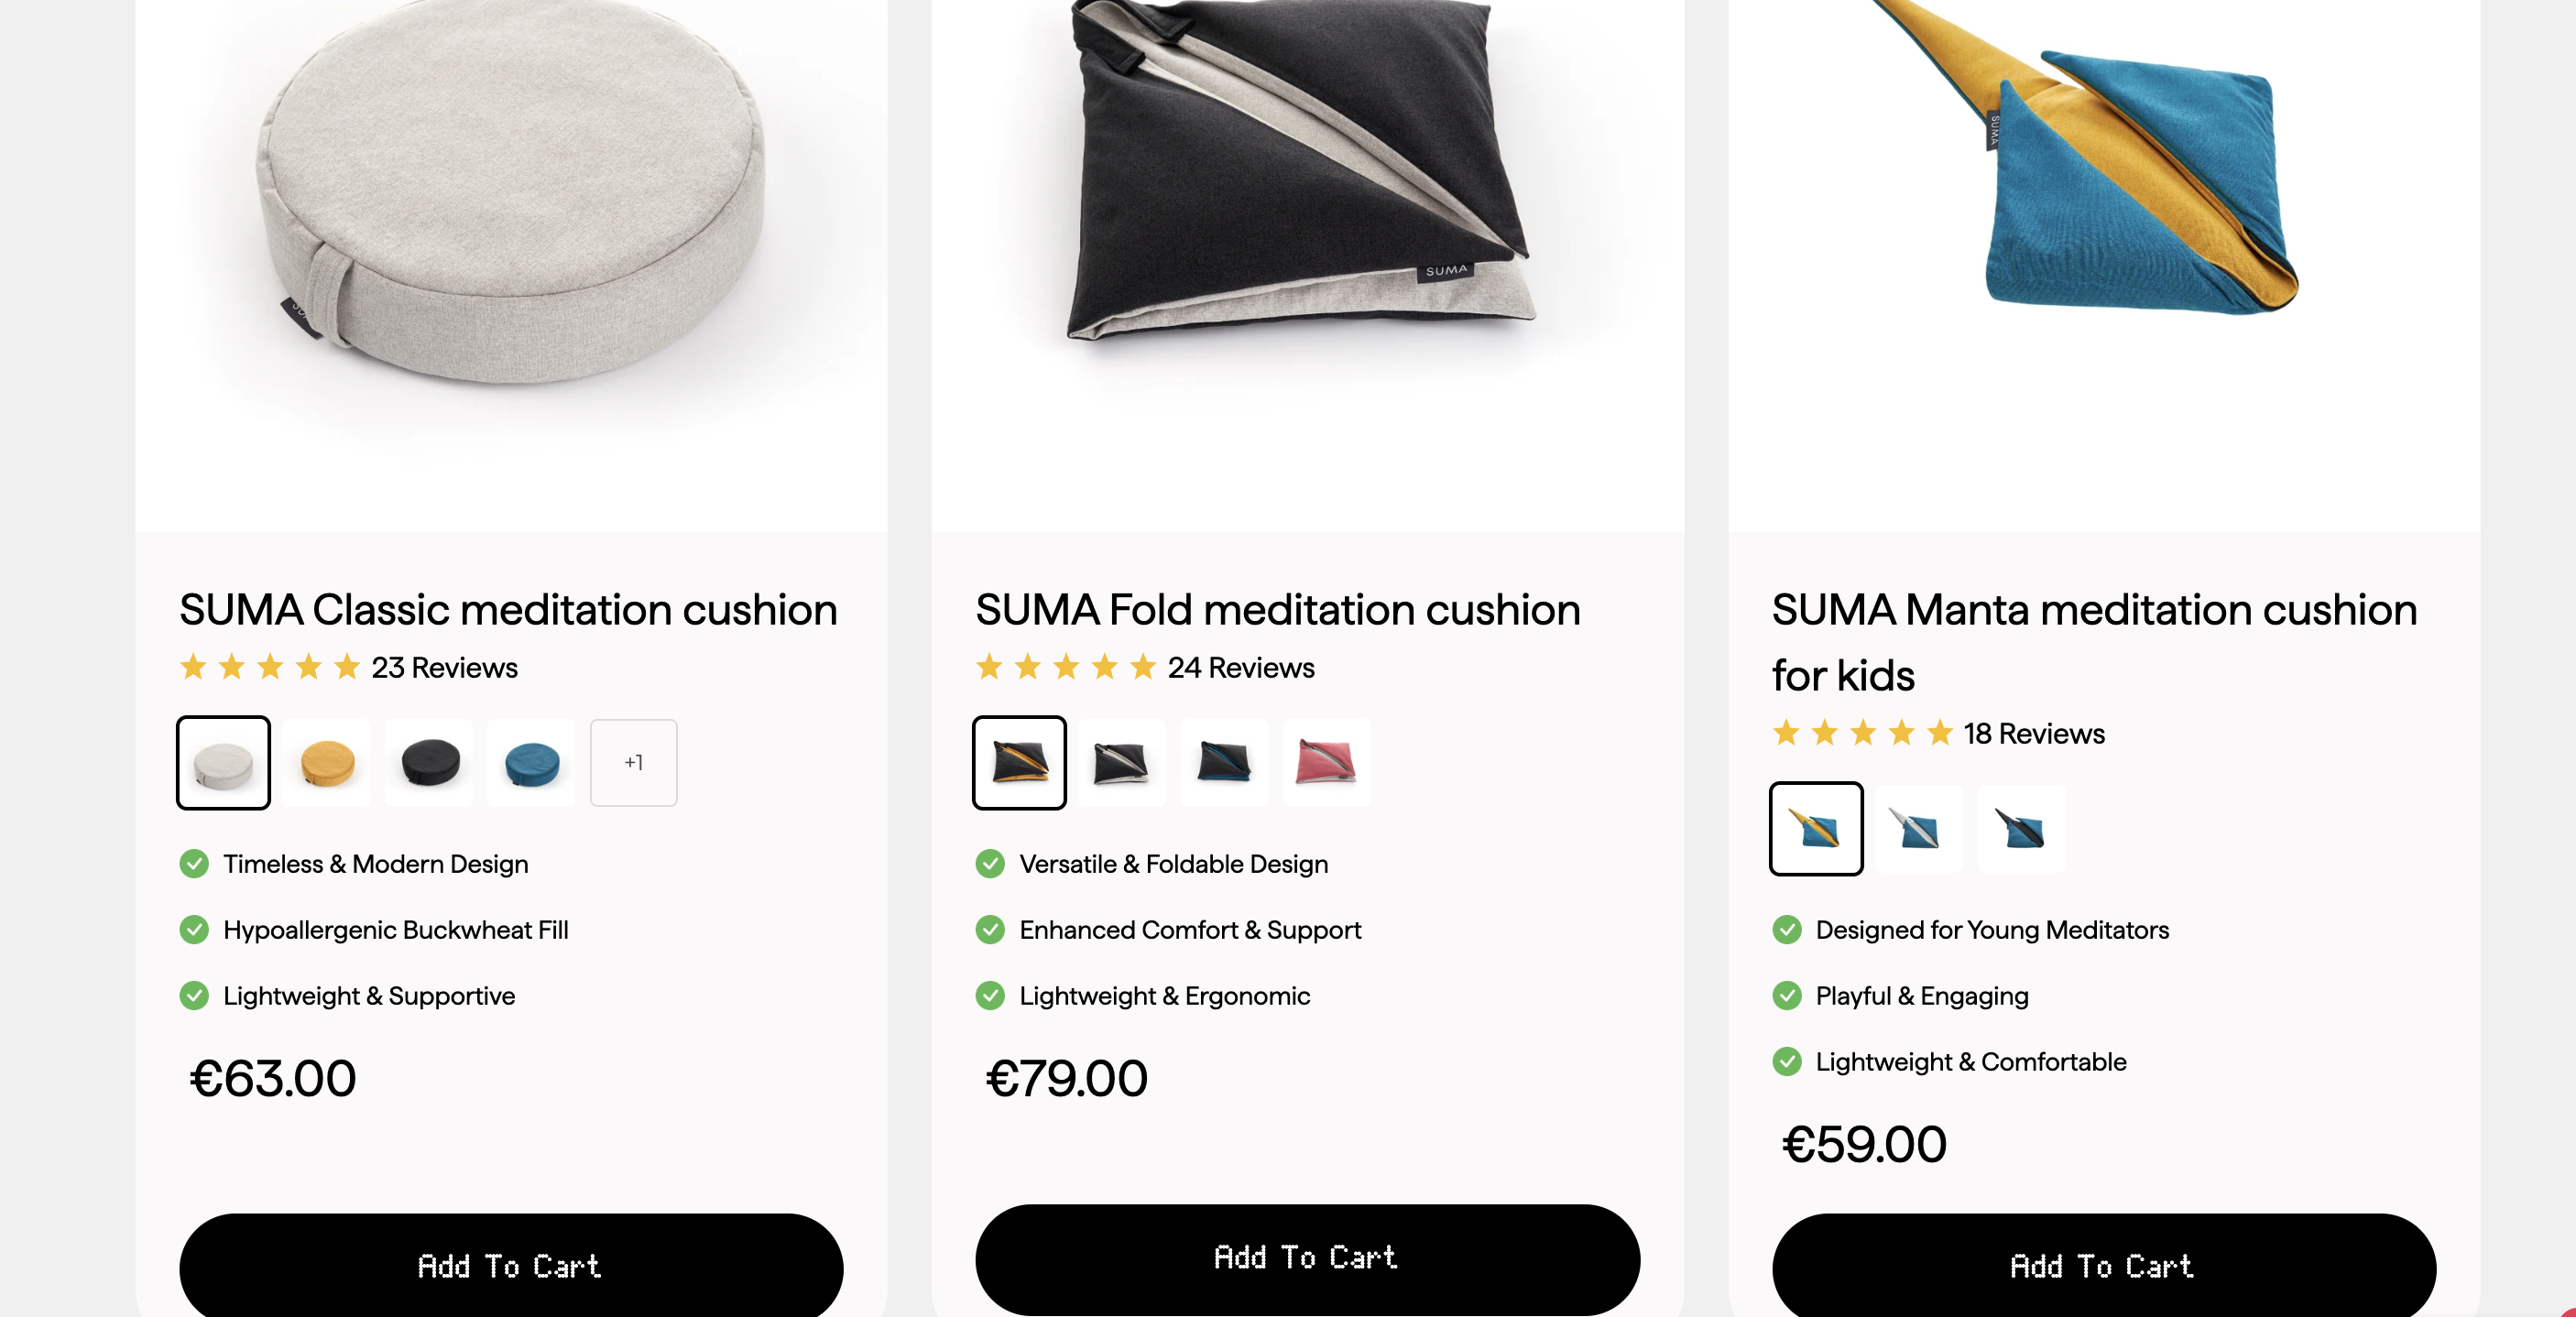 SUMA
SUMA
SUMA Classic meditation cushion
23 Reviews
+1
Timeless & Modern Design
Hypoallergenic Buckwheat Fill
Lightweight & Supportive
€63.00
Add To Cart
SUMA Fold meditation cushion
24 Reviews
Versatile & Foldable Design
Enhanced Comfort & Support
Lightweight & Ergonomic
€79.00
Add To Cart
SUMA Manta meditation cushion
for kids
18 Reviews
Designed for Young Meditators
Playful & Engaging
Lightweight & Comfortable
€59.00
Add To Cart